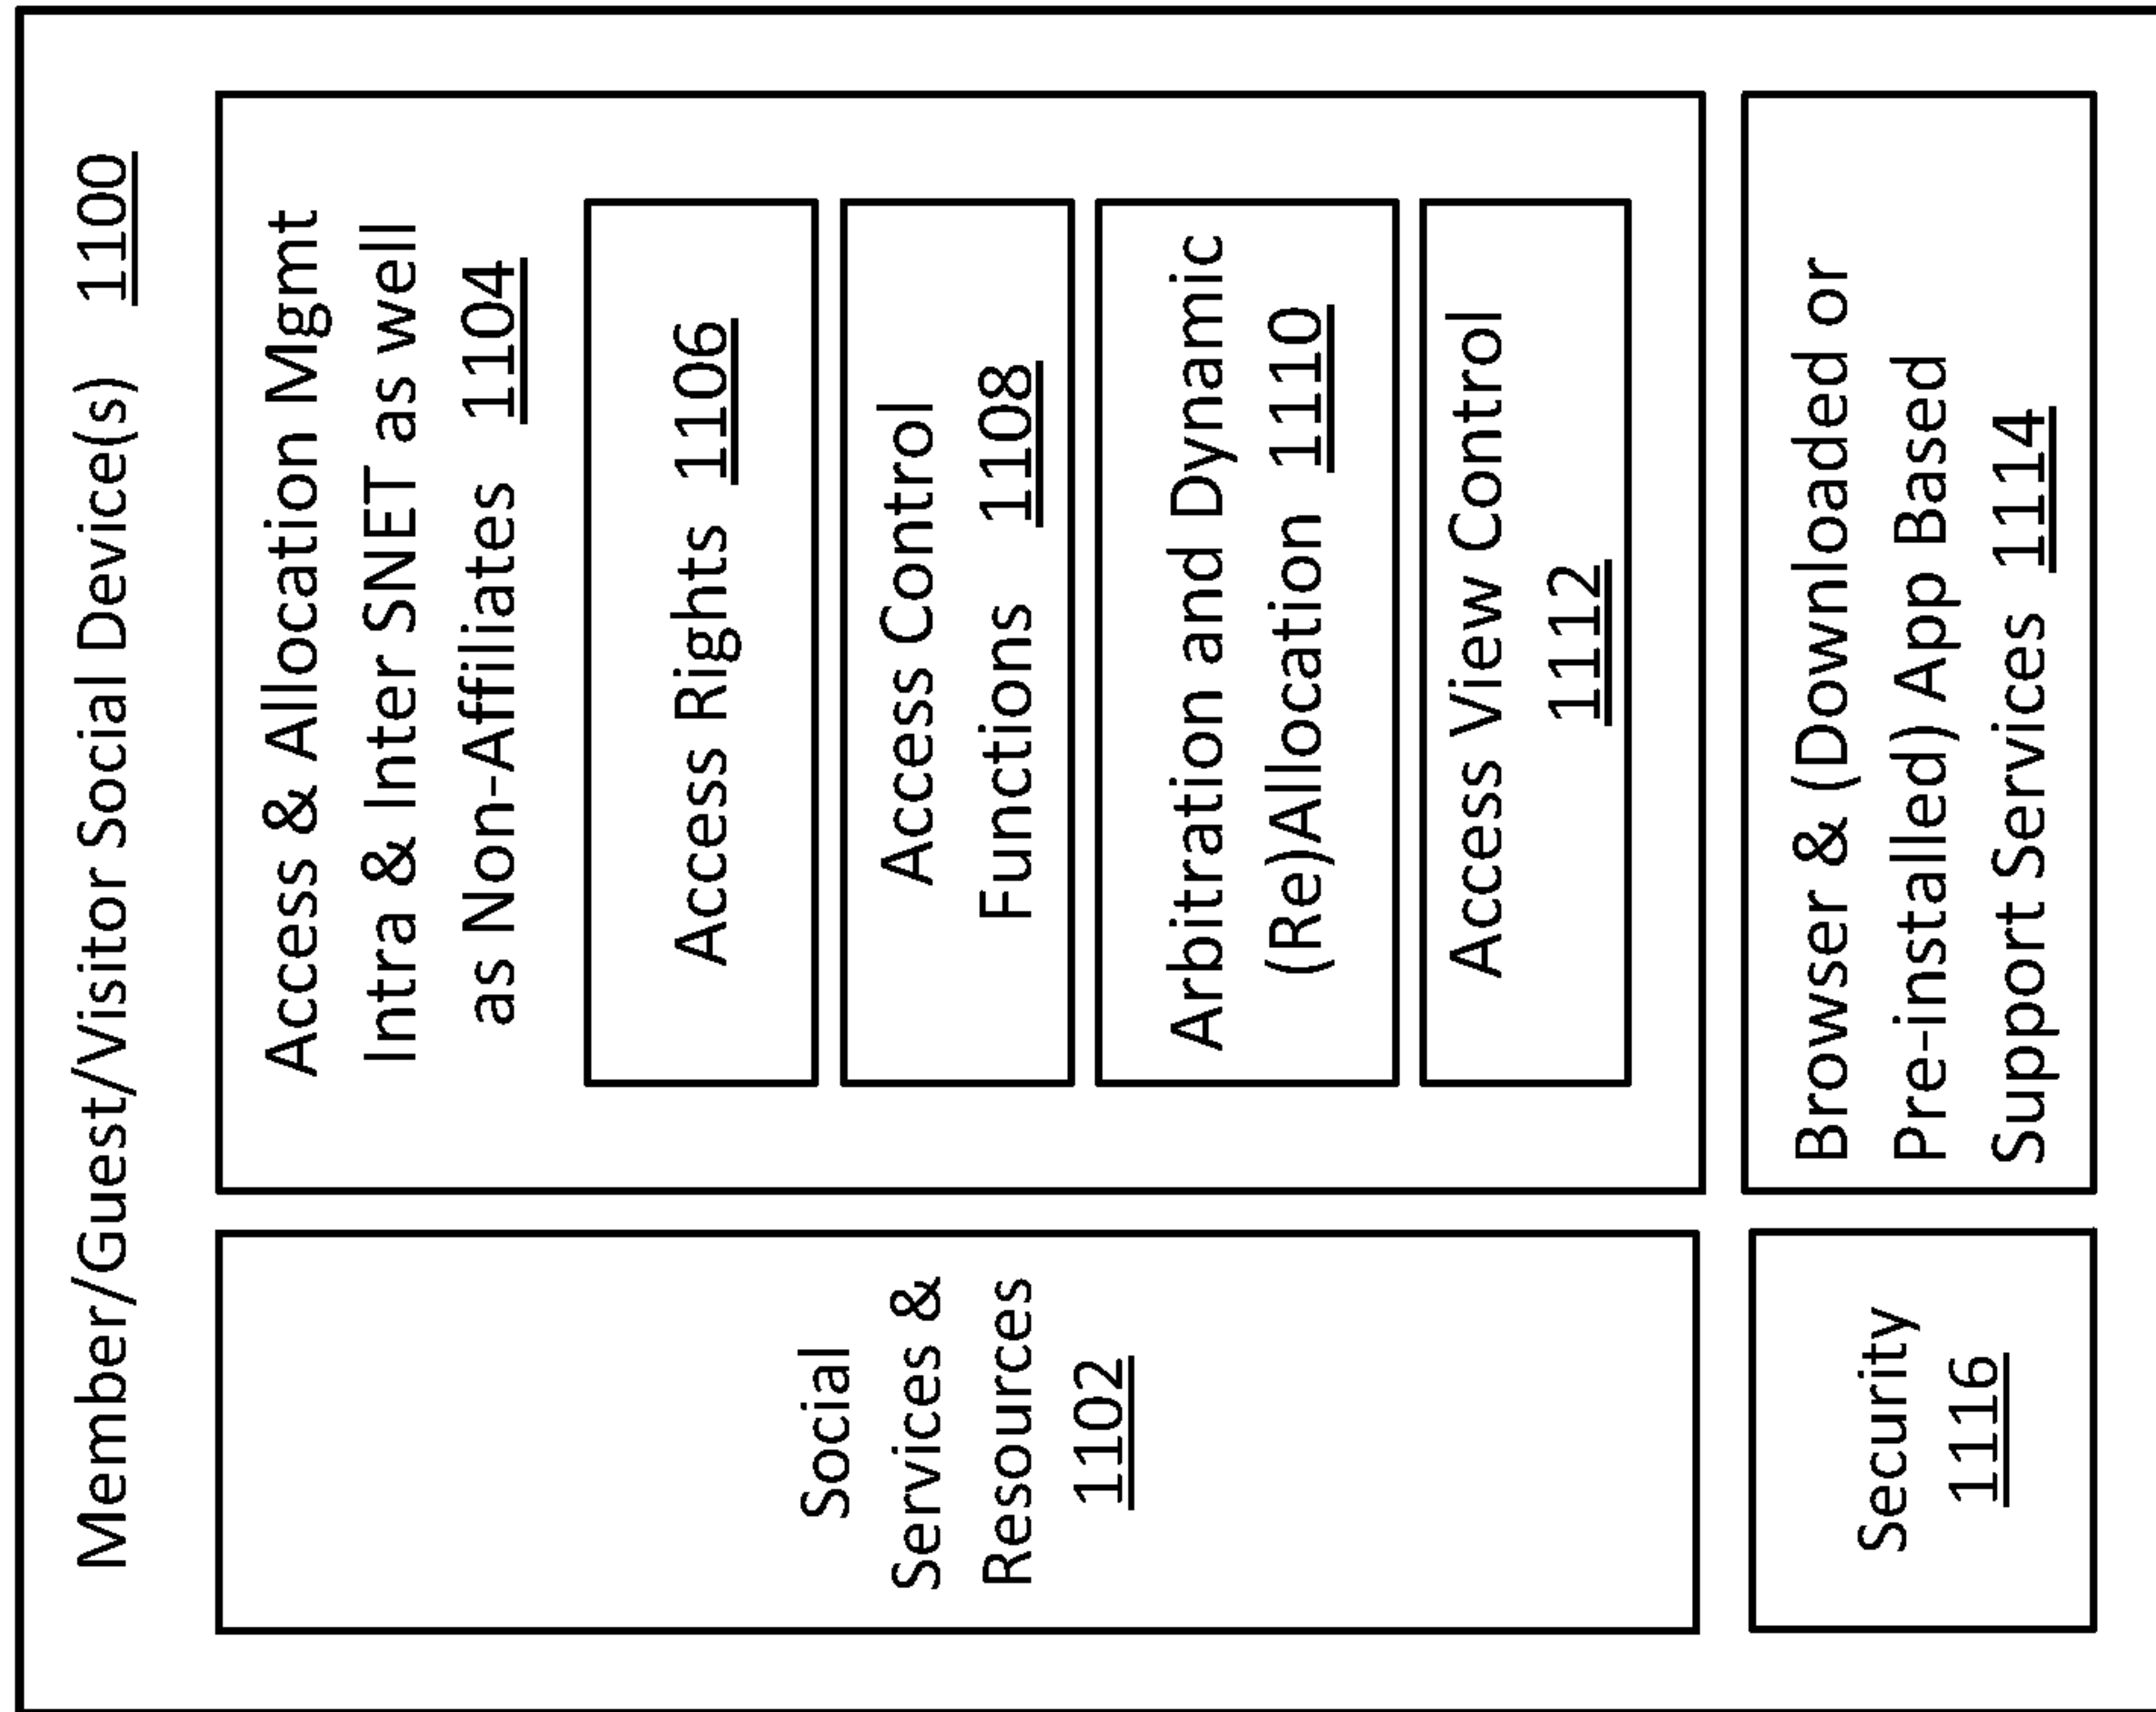 Member/Guest/Visitor Social Device(s) 1100
Social
Services &
Resources
1102
Access & Allocation Mgmt
Intra & Inter SNET as well
as Non-Affiliates 1104
Access Rights 1106
Access Control
Functions 1108
Arbitration and Dynamic
(Re)Allocation 1110
Access View Control
1112
Security
1116
Browser & (Downloaded or
Pre-installed) App Based
Support Services 1114